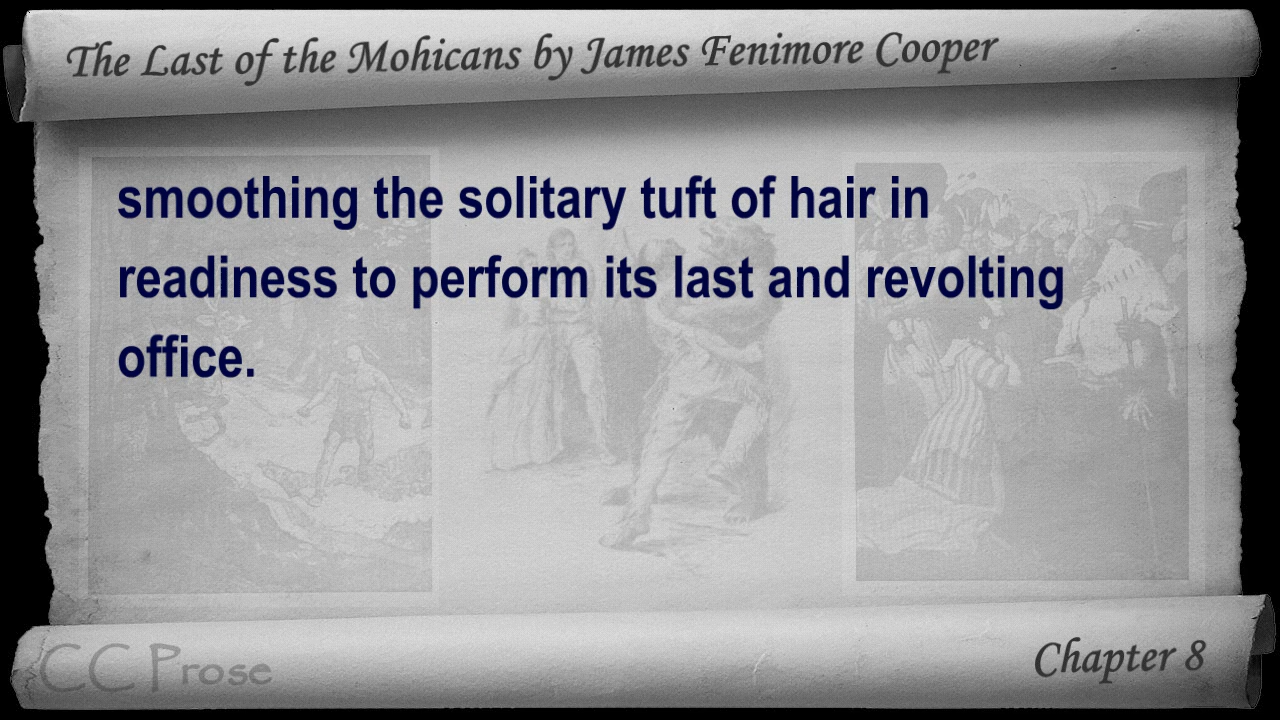 The Last of the Mohicans by James Fenimore Cooper
smoothing the solitary tuft of hair in
readiness to perform its last and revolting
office.
CC Prose
Chapter 8